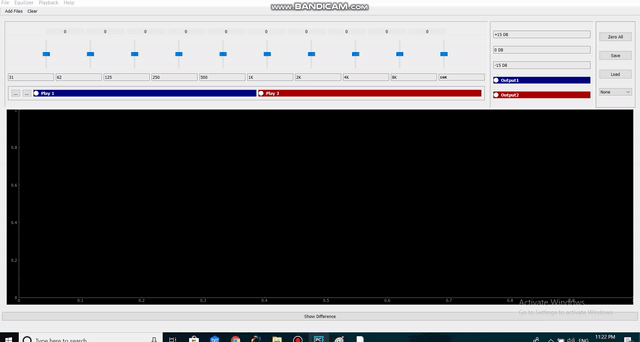 www.BANDICAM.com
File Equalizer Playback Help
Add Files Clear
0 0 0 0 0 0 0 0 0 0
31 62 125 250 500 1K 2K 4K 8K 16K
... ... Play 1 Play 2
+15 DB
0 DB
-15 DB
Output1
Output2
Zero All
Save
Load
None
0.8
0.6
0.4
0.2
0
0 0.1 0.2 0.3 0.4 0.5 0.6 0.7 0.8
Activate Windows
Go to Settings to activate Windows.
Show Difference
Type here to search
ENG
11:22 PM